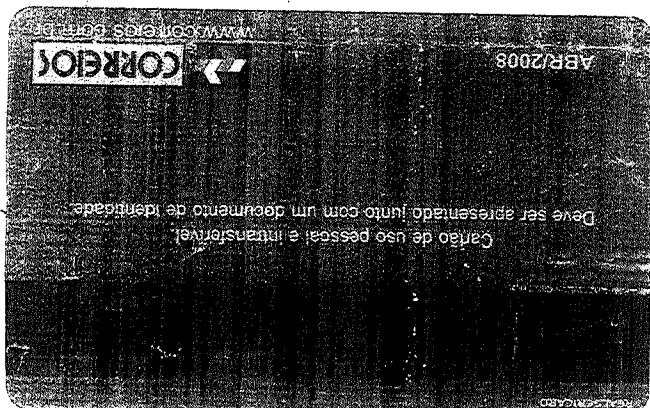 REALSERICARD
Cartão de uso pessoal e intransferível.
Deve ser apresentado junto com um documento de identidade.
ABR/2008
CORREIOS
www.correios.com.br